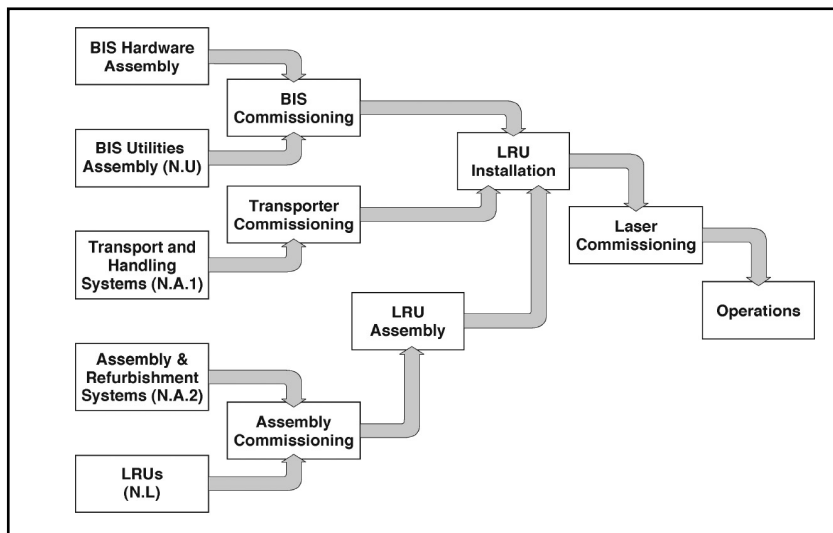 BIS Hardware
Assembly
BIS
Commissioning
BIS Utilities
Assembly (N.U)
LRU
Installation
Transporter
Commissioning
Transport and
Handling
Systems (N.A.1)
Laser
Commissioning
Operations
LRU
Assembly
Assembly &
Refurbishment
Systems (N.A.2)
Assembly
Commissioning
LRUs
(N.L)